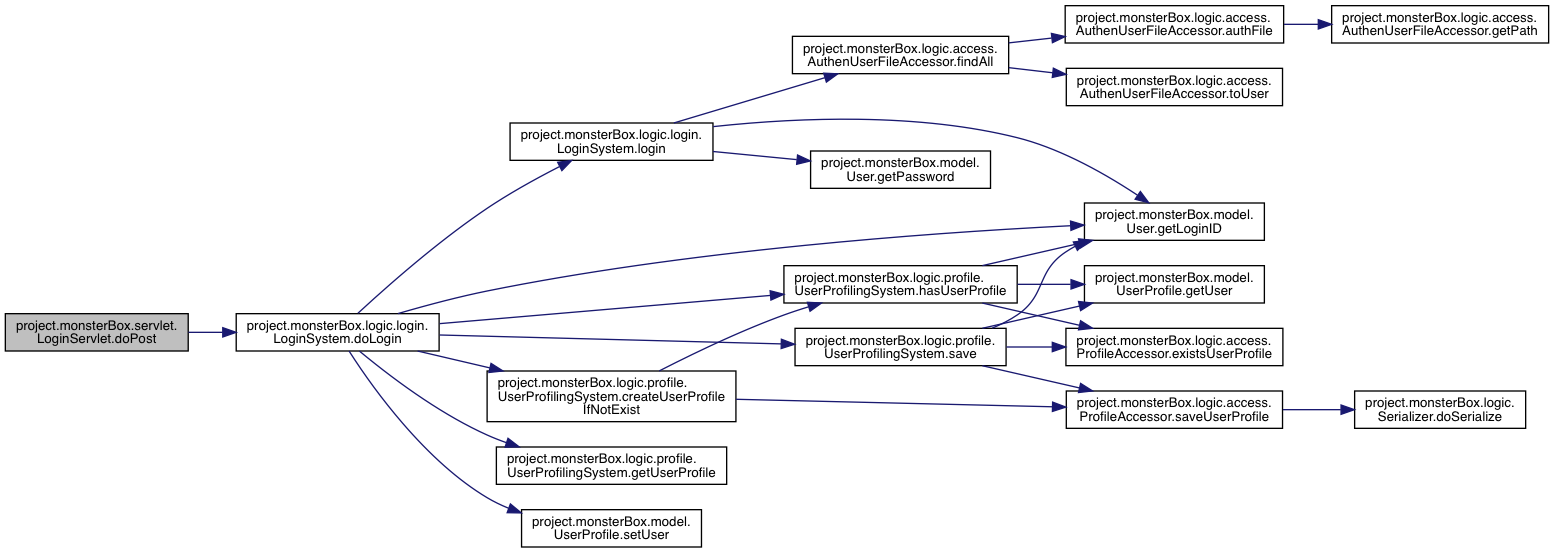 project.monsterBox.servlet.
LoginServlet.doPost
project.monsterBox.logic.login.
LoginSystem.doLogin
project.monsterBox.logic.login.
LoginSystem.login
project.monsterBox.logic.access.
AuthenUserFileAccessor.findAll
project.monsterBox.logic.access.
AuthenUserFileAccessor.authFile
project.monsterBox.logic.access.
AuthenUserFileAccessor.getPath
project.monsterBox.logic.access.
AuthenUserFileAccessor.toUser
project.monsterBox.model.
User.getPassword
project.monsterBox.model.
User.getLoginID
project.monsterBox.logic.profile.
UserProfilingSystem.hasUserProfile
project.monsterBox.model.
UserProfile.getUser
project.monsterBox.logic.profile.
UserProfilingSystem.save
project.monsterBox.logic.access.
ProfileAccessor.existsUserProfile
project.monsterBox.logic.profile.
UserProfilingSystem.createUserProfile
IfNotExist
project.monsterBox.logic.access.
ProfileAccessor.saveUserProfile
project.monsterBox.logic.
Serializer.doSerialize
project.monsterBox.logic.profile.
UserProfilingSystem.getUserProfile
project.monsterBox.model.
UserProfile.setUser